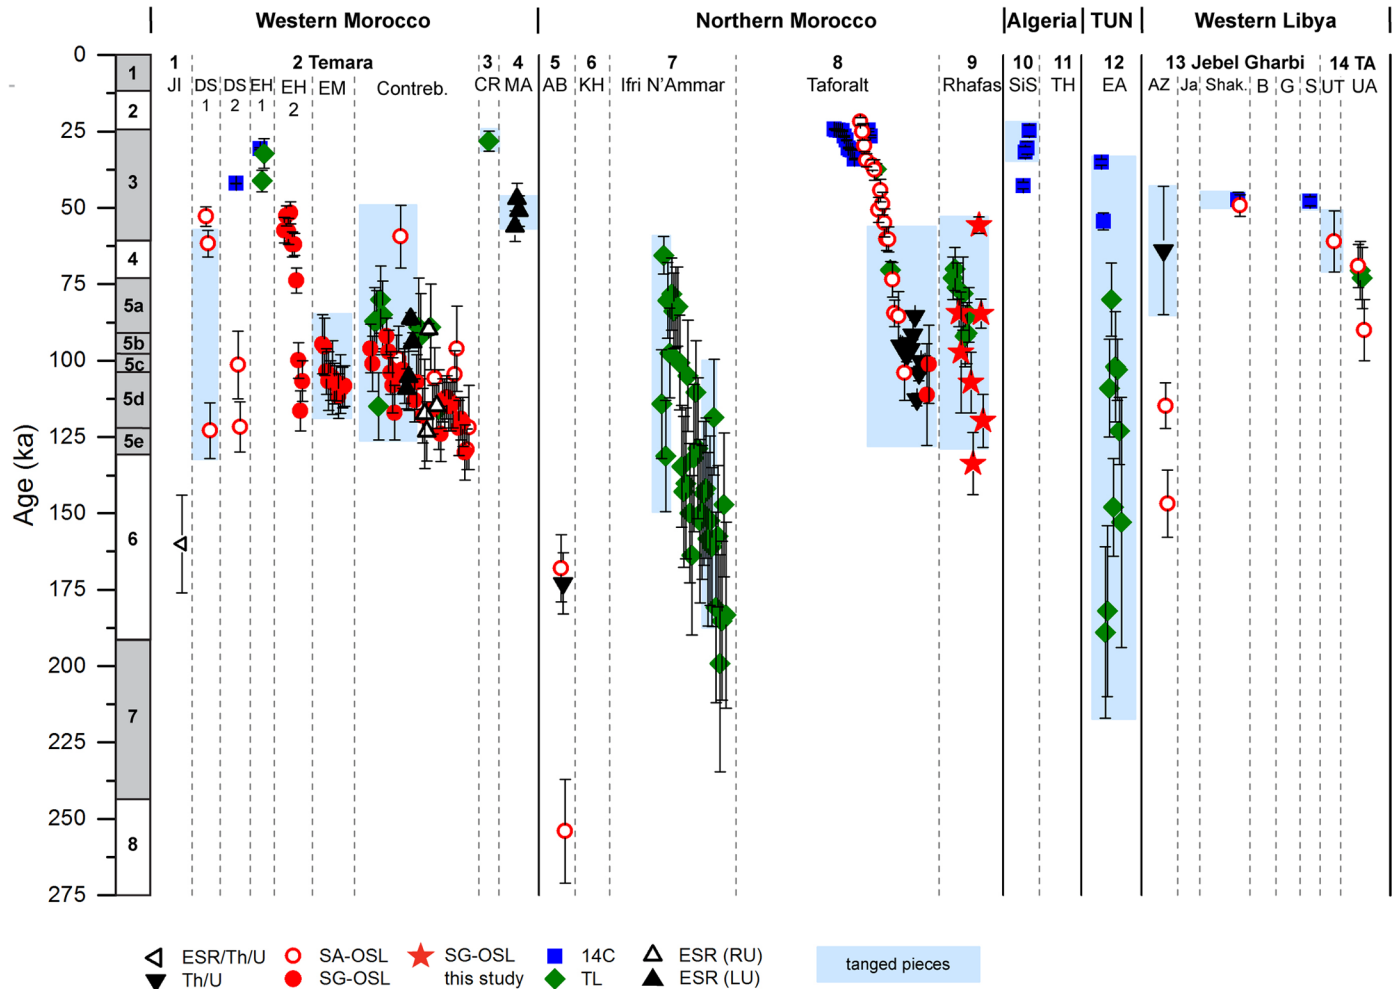 Western Morocco Northern Morocco Algeria TUN Western Libya
1 2 Temara 3 4 5 6 7 8 9 10 11 12 13 Jebel Gharbi 14 TA
JI DS 1 DS 2 EH 1 EH 2 EM Contreb. CR MA AB KH Ifri N'Ammar Taforalt Rhafas SiS TH EA AZ Ja Shak. B G S UT UA
Age (ka)
0
25
50
75
100
125
150
175
200
225
250
275
1
2
3
4
5a
5b
5c
5d
5e
6
7
8
ESR/Th/U SA-OSL SG-OSL 14C ESR (RU)
Th/U SG-OSL this study TL ESR (LU)
tanged pieces